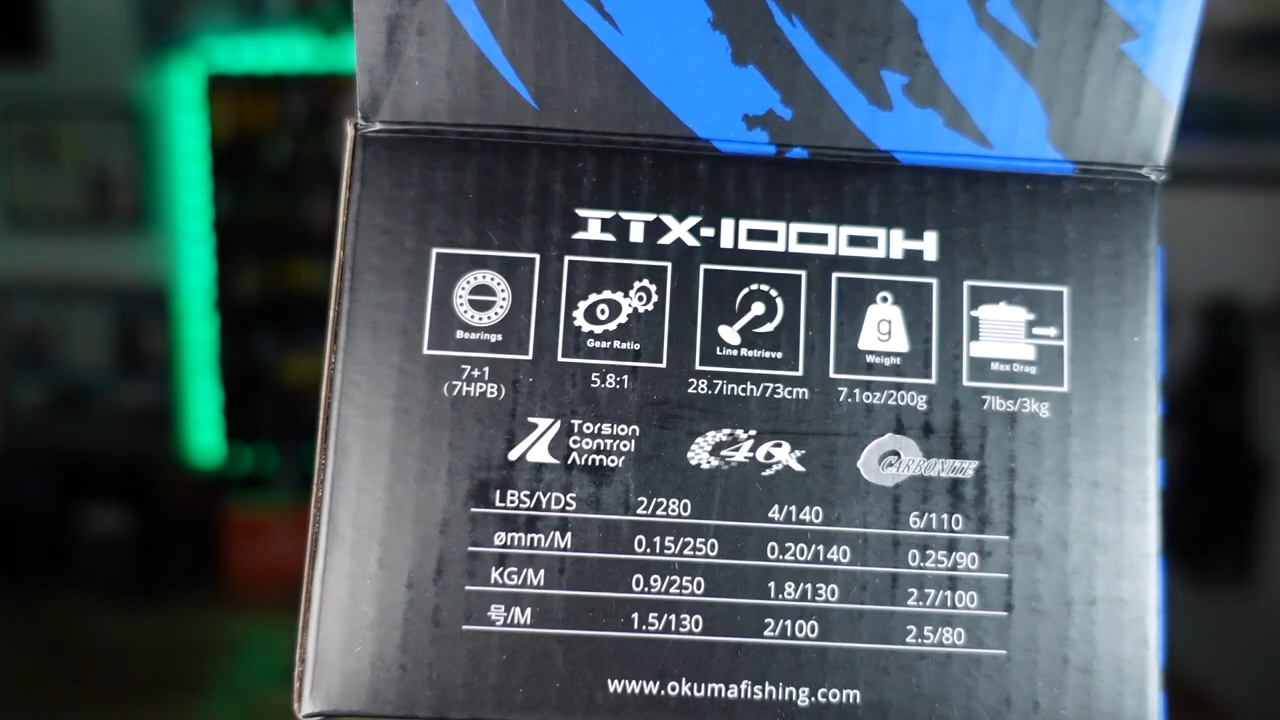 ITX-1000H
Bearings
Gear Ratio
Line Retrieve
g
Weight
Max Drag
7+1
(7HPB)
5.8:1
28.7inch/73cm
7.1oz/200g
7lbs/3kg
Torsion
Control
Armor
C40X
CARBONITE
LBS/YDS 2/280 4/140 6/110
ømm/M 0.15/250 0.20/140 0.25/90
KG/M 0.9/250 1.8/130 2.7/100
号/M 1.5/130 2/100 2.5/80
www.okumafishing.com